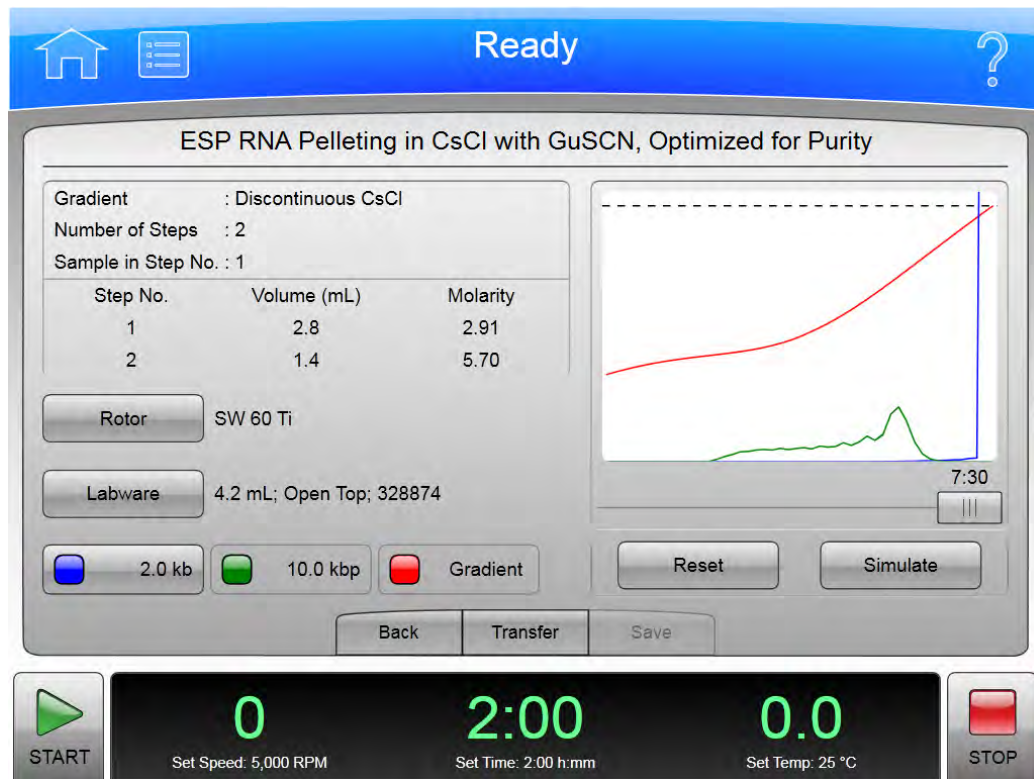 Ready
?
ESP RNA Pelleting in CsCl with GuSCN, Optimized for Purity
Gradient : Discontinuous CsCl
Number of Steps : 2
Sample in Step No. : 1
Step No. Volume (mL) Molarity
1 2.8 2.91
2 1.4 5.70
Rotor SW 60 Ti
Labware 4.2 mL; Open Top; 328874
7:30
2.0 kb 10.0 kbp Gradient
Reset Simulate
Back Transfer Save
0 2:00 0.0
START Set Speed: 5,000 RPM Set Time: 2:00 h:mm Set Temp: 25 °C STOP